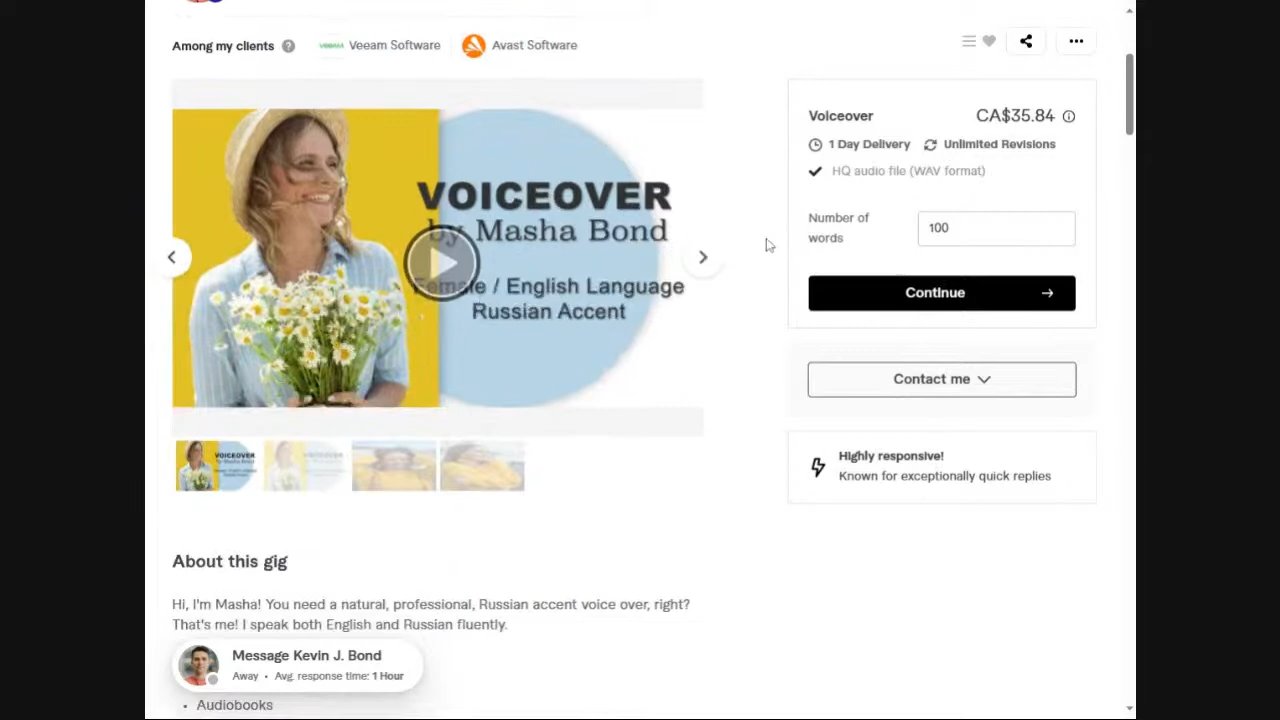 Among my clients ? Veeam Software Avast Software
VOICEOVER
by Masha Bond
Female / English Language
Russian Accent
Voiceover CA$35.84
1 Day Delivery Unlimited Revisions
HQ audio file (WAV format)
Number of words 100
Continue →
Contact me
Highly responsive!
Known for exceptionally quick replies
About this gig
Hi, I'm Masha! You need a natural, professional, Russian accent voice over, right?
That's me! I speak both English and Russian fluently.
Message Kevin J. Bond
Away • Avg. response time: 1 Hour
• Audiobooks